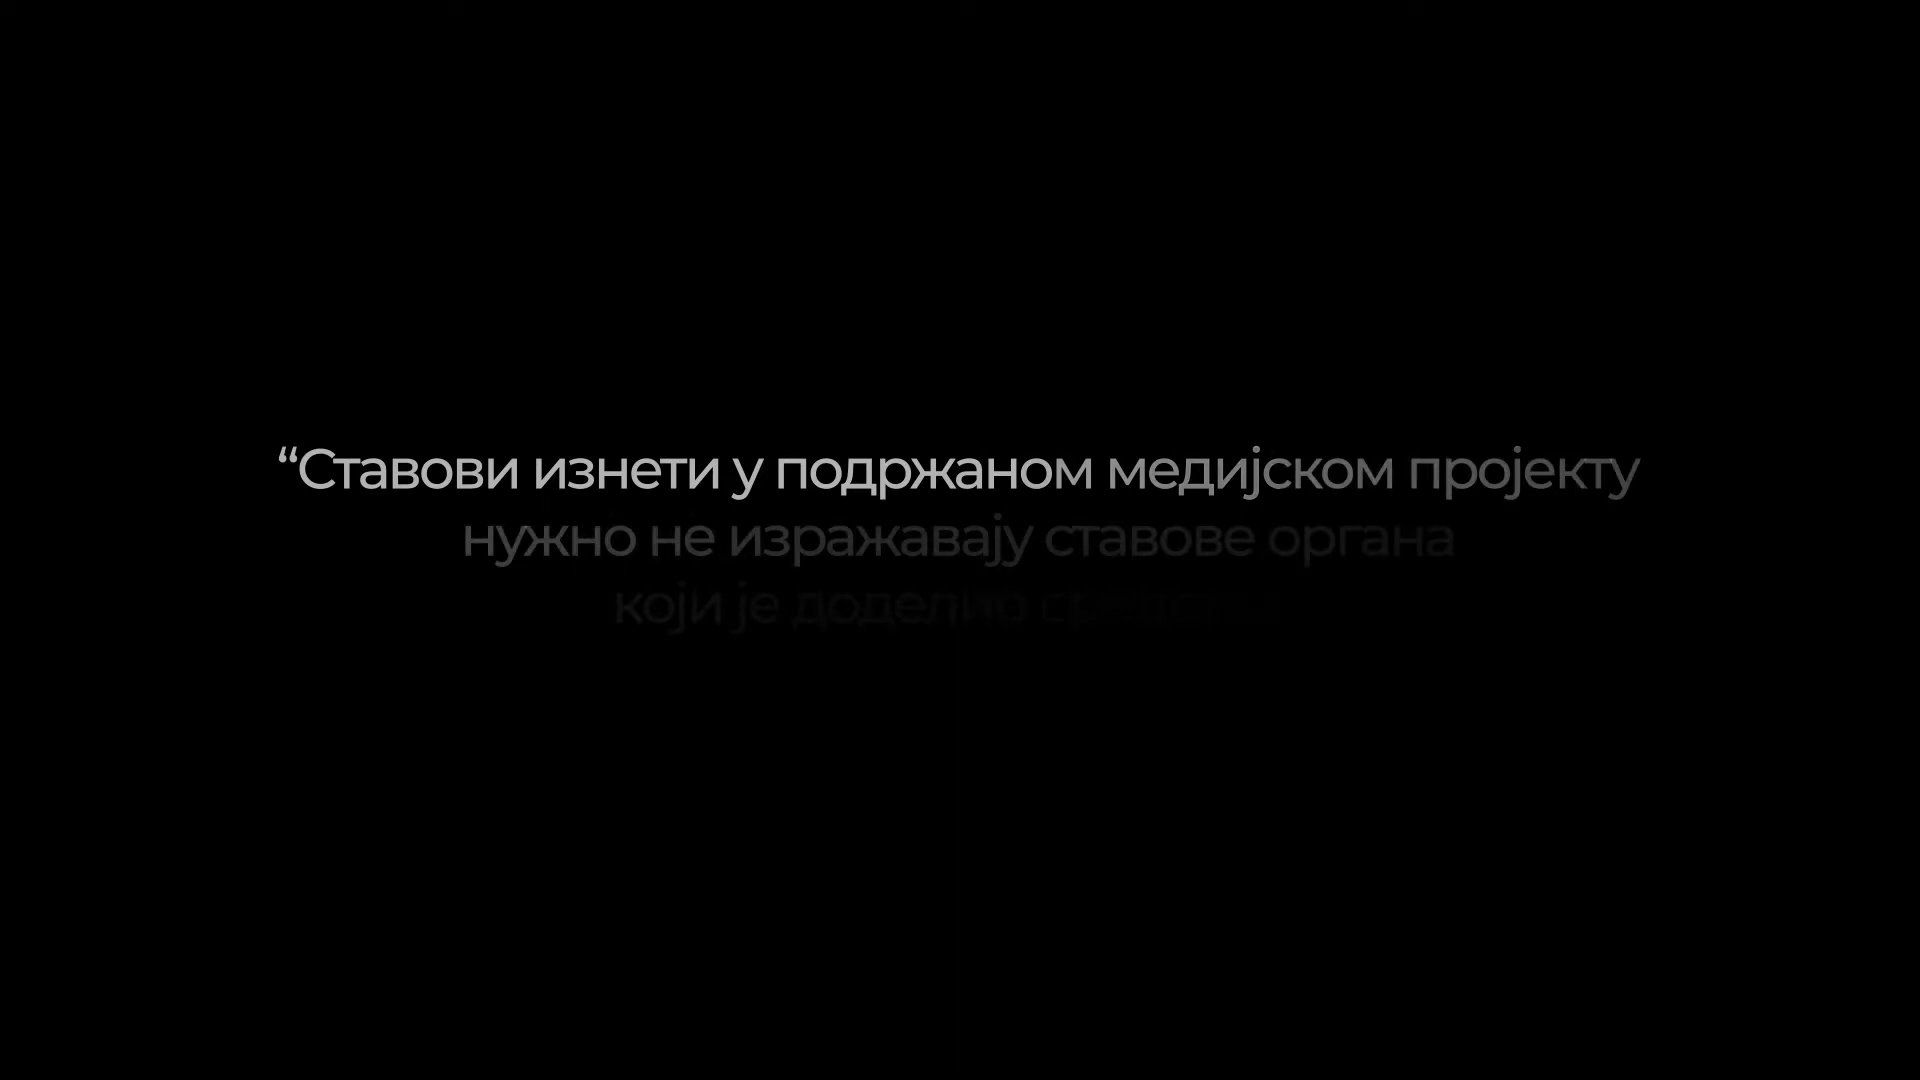 “Ставови изнети у подржаном медијском пројекту
нужно не изражавају ставове органа
који је доделио